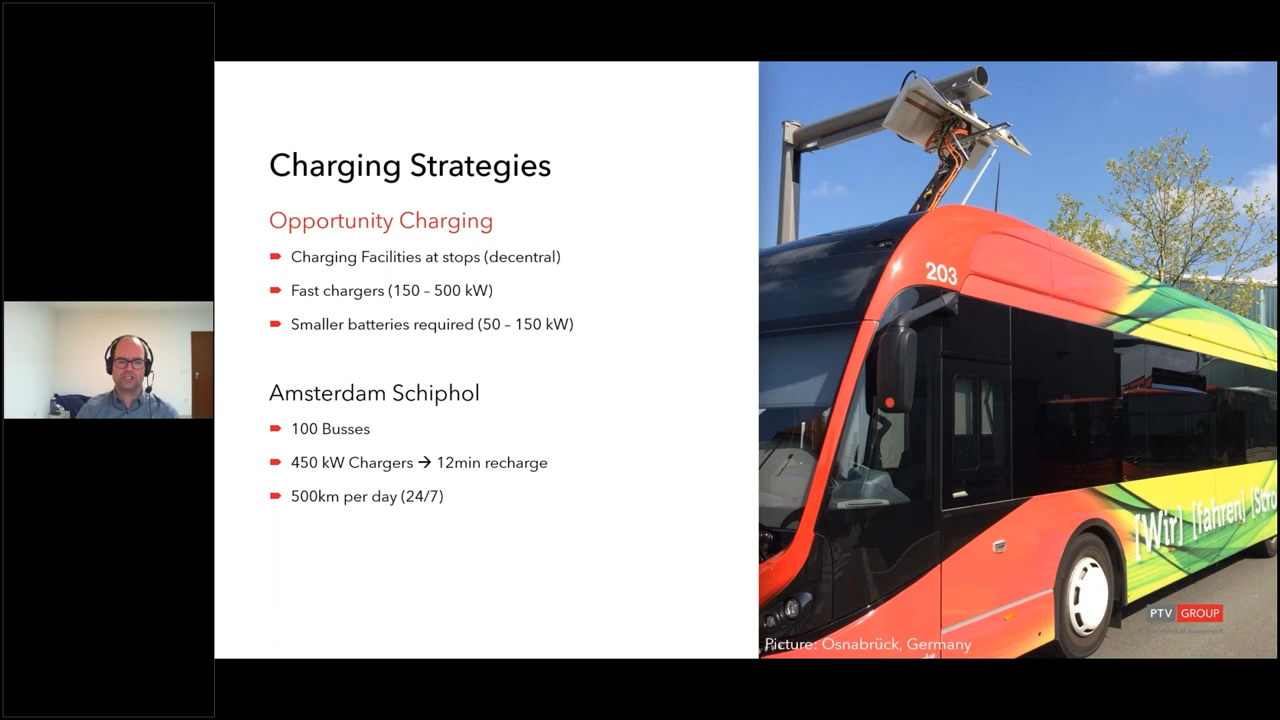 Charging Strategies
Opportunity Charging
Charging Facilities at stops (decentral)
Fast chargers (150 – 500 kW)
Smaller batteries required (50 – 150 kW)
Amsterdam Schiphol
100 Busses
450 kW Chargers → 12min recharge
500km per day (24/7)
203
[Wir] [fahren] [Stro
PTV GROUP
Picture: Osnabrück, Germany